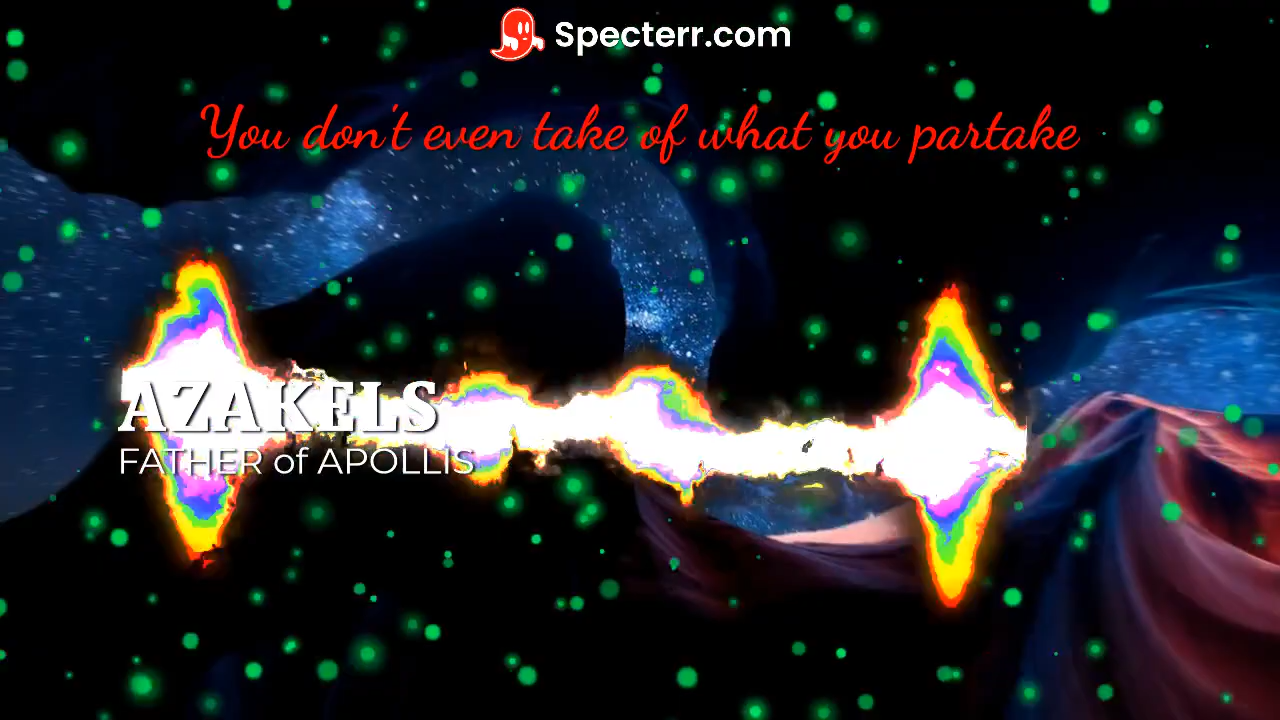 Specterr.com
You don't even take of what you partake
AZAKELS
FATHER of APOLLIS